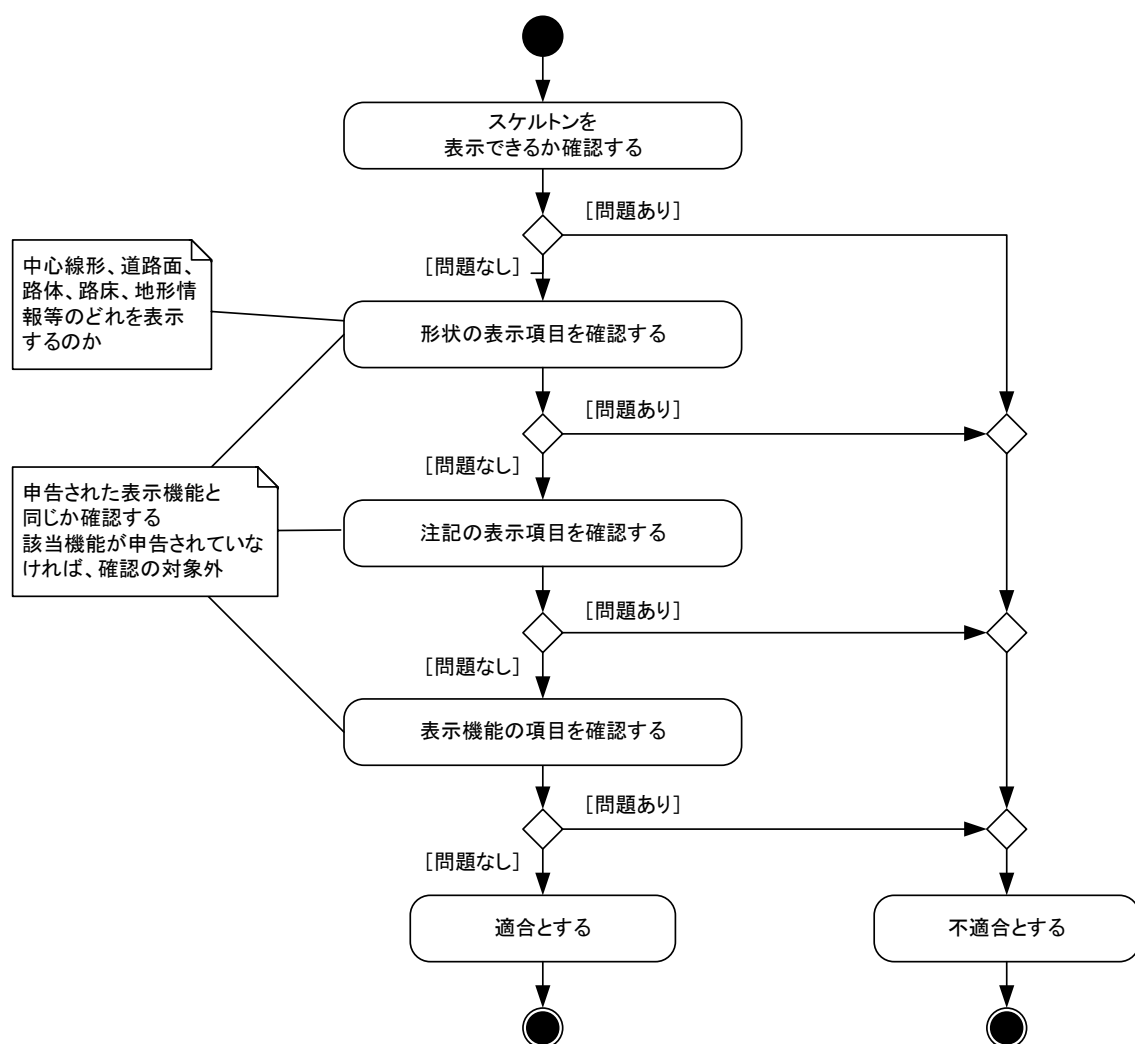 スケルトンを
表示できるか確認する
［問題あり］
［問題なし］
中心線形、道路面、
路体、路床、地形情
報等のどれを表示
するのか
形状の表示項目を確認する
［問題あり］
［問題なし］
申告された表示機能と
同じか確認する
該当機能が申告されていな
ければ、確認の対象外
注記の表示項目を確認する
［問題あり］
［問題なし］
表示機能の項目を確認する
［問題あり］
［問題なし］
適合とする
不適合とする